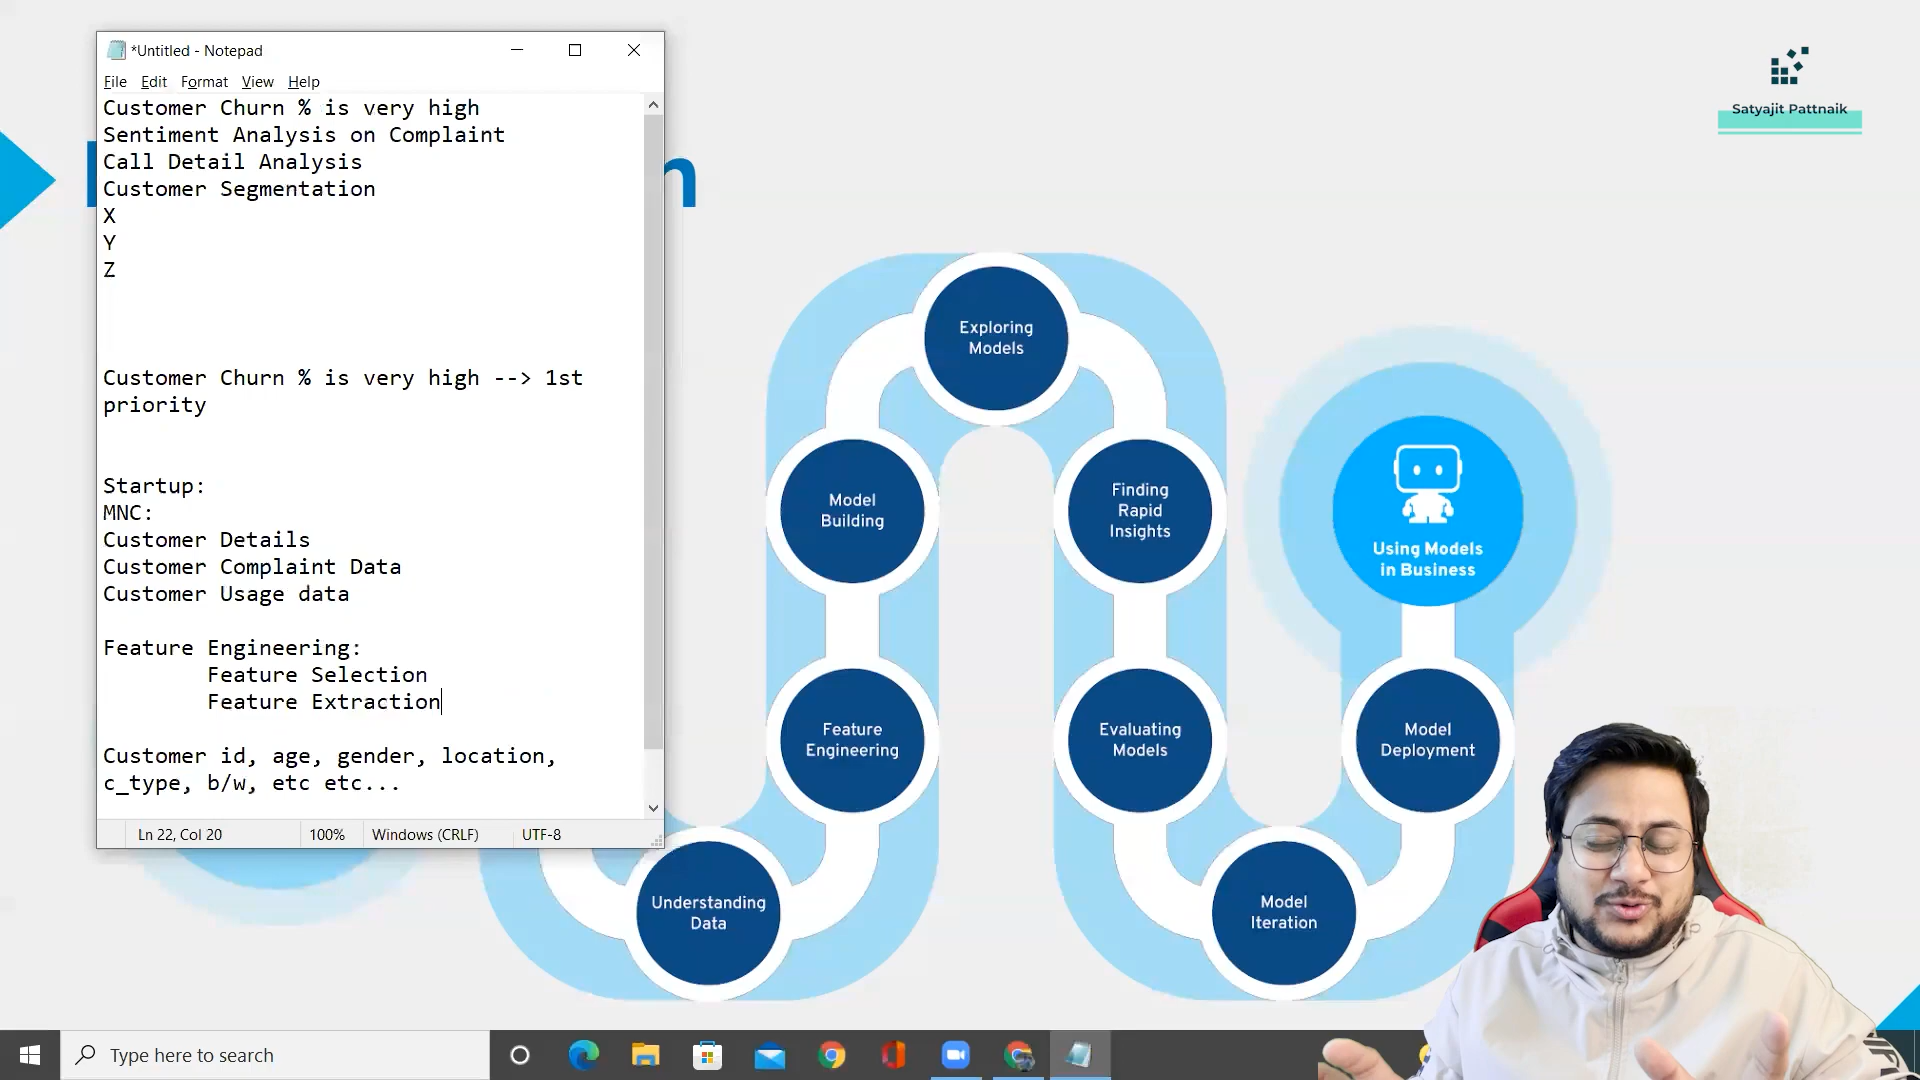 *Untitled - Notepad
File Edit Format View Help
Customer Churn % is very high
Sentiment Analysis on Complaint
Call Detail Analysis
Customer Segmentation
X
Y
Z
Customer Churn % is very high --> 1st
priority
Startup:
MNC:
Customer Details
Customer Complaint Data
Customer Usage data
Feature Engineering:
Feature Selection
Feature Extraction
Customer id, age, gender, location,
c_type, b/w, etc etc...
Ln 22, Col 20
100%
Windows (CRLF)
UTF-8
n
Satyajit Pattnaik
Understanding
Data
Feature
Engineering
Model
Building
Exploring
Models
Finding
Rapid
Insights
Evaluating
Models
Model
Iteration
Model
Deployment
Using Models
in Business
Type here to search